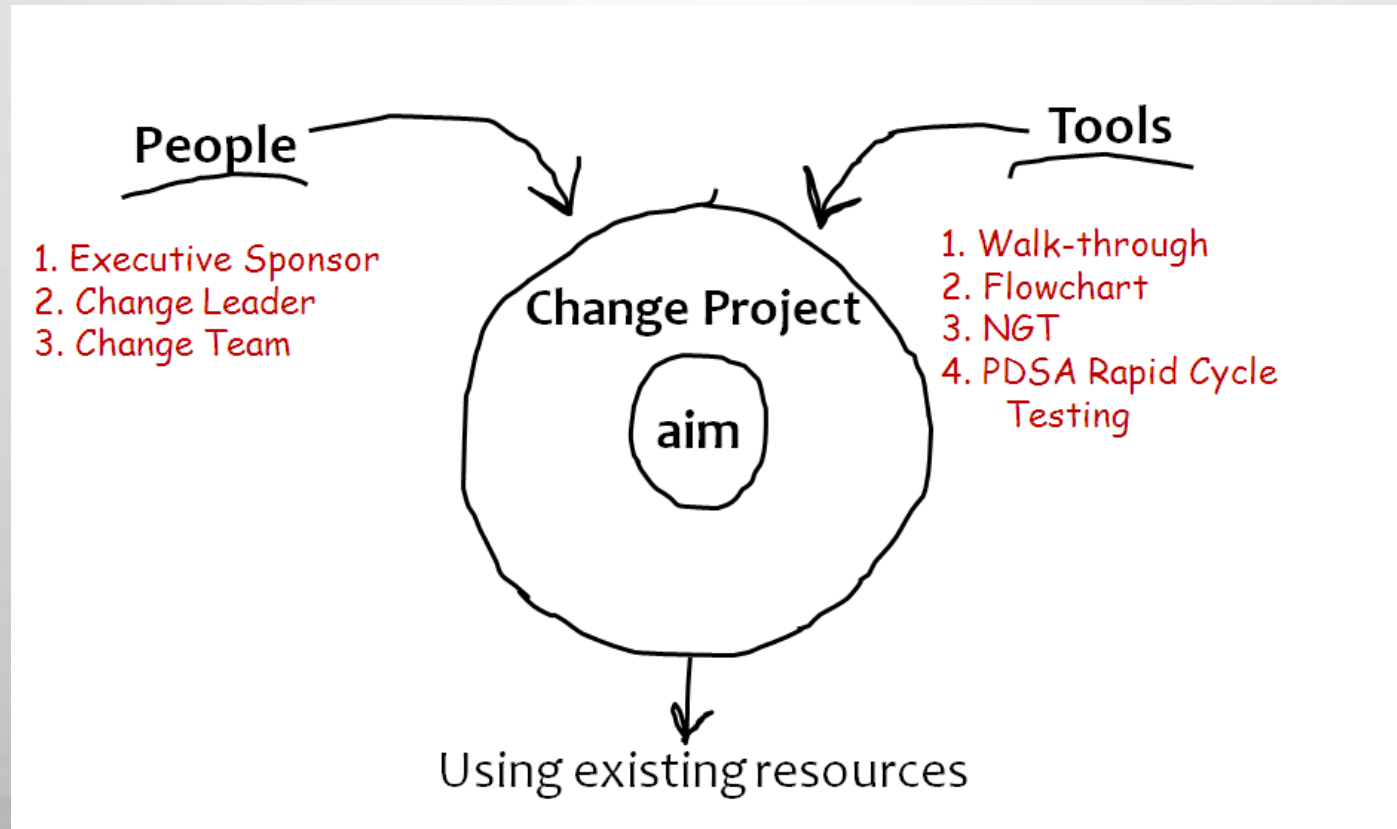 People
1. Executive Sponsor
2. Change Leader
3. Change Team
Tools
1. Walk-through
2. Flowchart
3. NGT
4. PDSA Rapid Cycle
Testing
Change Project
aim
Using existing resources